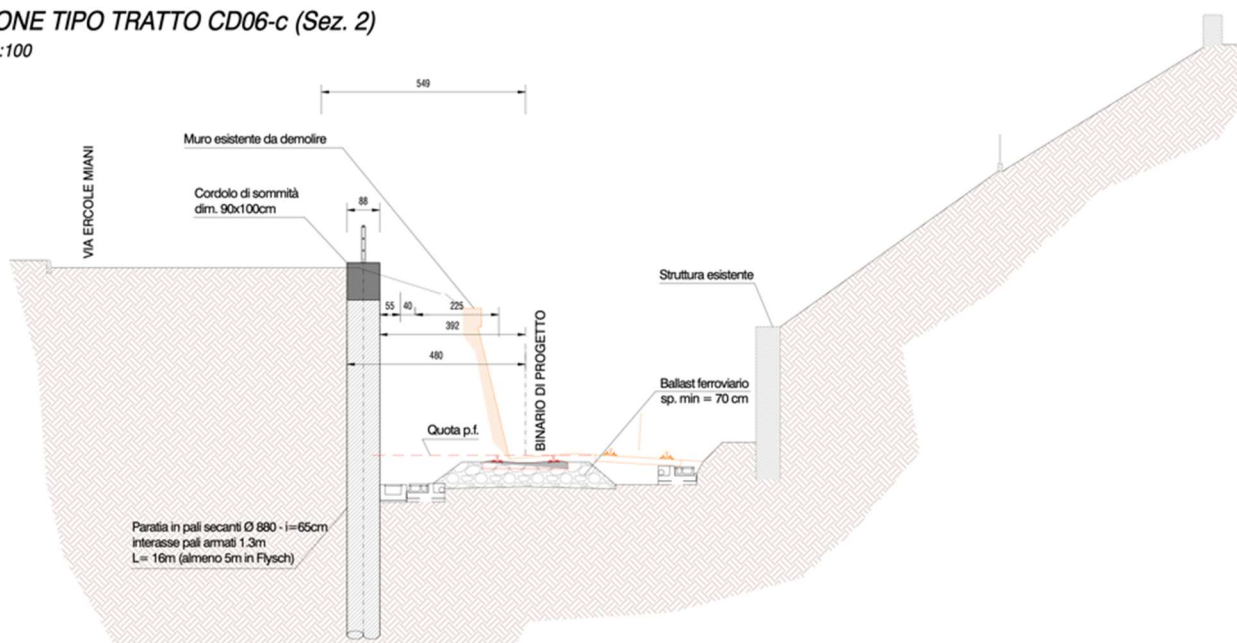 ONE TIPO TRATTO CD06-c (Sez. 2)
:100
549
Muro esistente da demolire
VIA ERCOLE MIANI
Cordolo di sommità
dim. 90x100cm
88
Struttura esistente
55
40
225
392
480
BINARIO DI PROGETTO
Ballast ferroviario
sp. min = 70 cm
Quota p.f.
Paratia in pali secanti Ø 880 - i=65cm
interasse pali armati 1.3m
L= 16m (almeno 5m in Flysch)